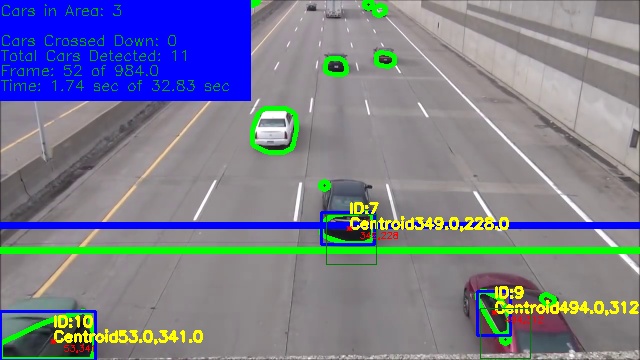 Cars in Area: 3
Cars Crossed Down: 0
Total Cars Detected: 11
Frame: 52 of 984.0
Time: 1.74 sec of 32.83 sec
ID:7
Centroid349.0,228.0
ID:9
Centroid494.0,312
ID:10
Centroid53.0,341.0